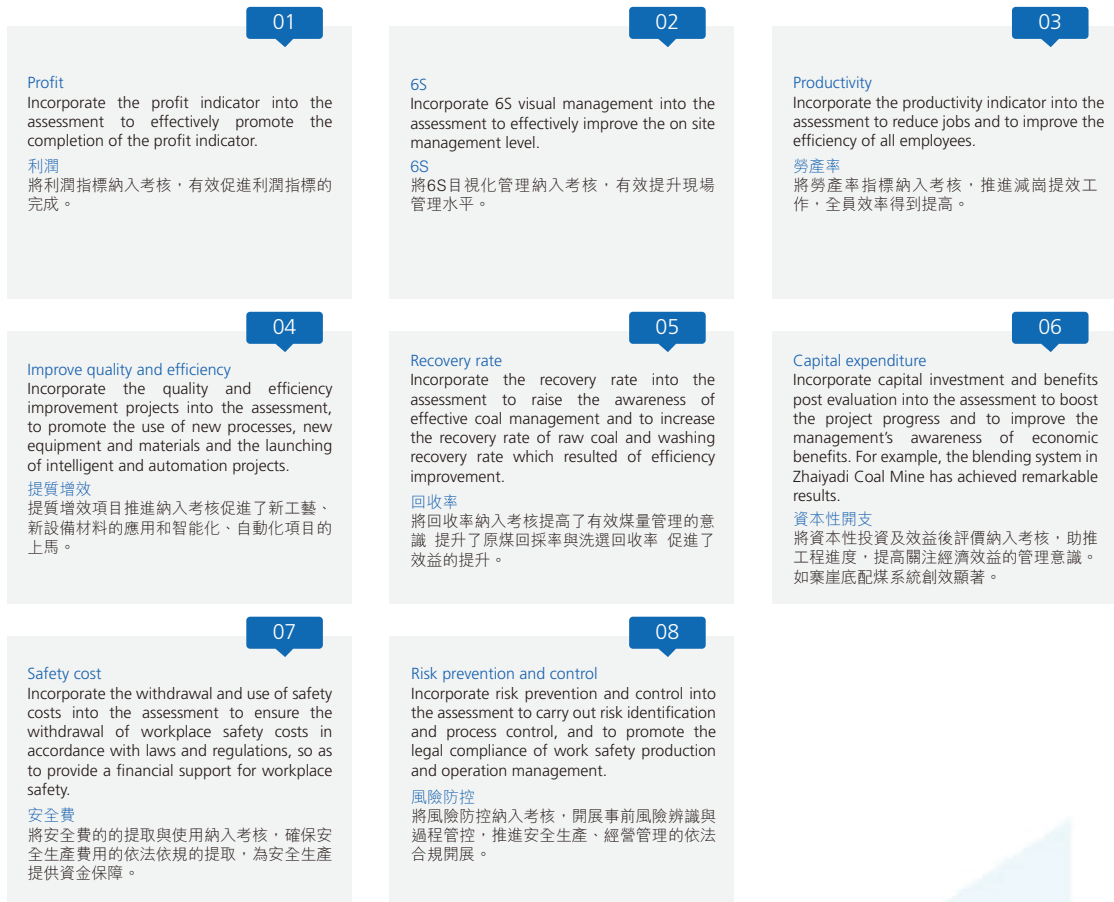 01
Profit
Incorporate the profit indicator into the
assessment to effectively promote the
completion of the profit indicator.
利潤
將利潤指標納入考核，有效促進利潤指標的
完成。
02
6S
Incorporate 6S visual management into the
assessment to effectively improve the on site
management level.
6S
將6S目視化管理納入考核，有效提升現場
管理水平。
03
Productivity
Incorporate the productivity indicator into the
assessment to reduce jobs and to improve the
efficiency of all employees.
勞產率
將勞產率指標納入考核，推進減崗提效工
作，全員效率得到提高。
04
Improve quality and efficiency
Incorporate the quality and efficiency
improvement projects into the assessment,
to promote the use of new processes, new
equipment and materials and the launching
of intelligent and automation projects.
提質增效
提質增效項目推進納入考核促進了新工藝、
新設備材料的應用和智能化、自動化項目的
上馬。
05
Recovery rate
Incorporate the recovery rate into the
assessment to raise the awareness of
effective coal management and to increase
the recovery rate of raw coal and washing
recovery rate which resulted of efficiency
improvement.
回收率
將回收率納入考核提高了有效煤量管理的意
識 提升了原煤回採率與洗選回收率 促進了
效益的提升。
06
Capital expenditure
Incorporate capital investment and benefits
post evaluation into the assessment to boost
the project progress and to improve the
management's awareness of economic
benefits. For example, the blending system in
Zhaiyadi Coal Mine has achieved remarkable
results.
資本性開支
將資本性投資及效益後評價納入考核，助推
工程進度，提高關注經濟效益的管理意識。
如寨崖底配煤系統創效顯著。
07
Safety cost
Incorporate the withdrawal and use of safety
costs into the assessment to ensure the
withdrawal of workplace safety costs in
accordance with laws and regulations, so as
to provide a financial support for workplace
safety.
安全費
將安全費的的提取與使用納入考核，確保安
全生產費用的依法依規的提取，為安全生產
提供資金保障。
08
Risk prevention and control
Incorporate risk prevention and control into
the assessment to carry out risk identification
and process control, and to promote the
legal compliance of work safety production
and operation management.
風險防控
將風險防控納入考核，開展事前風險辨識與
過程管控，推進安全生產、經營管理的依法
合規開展。